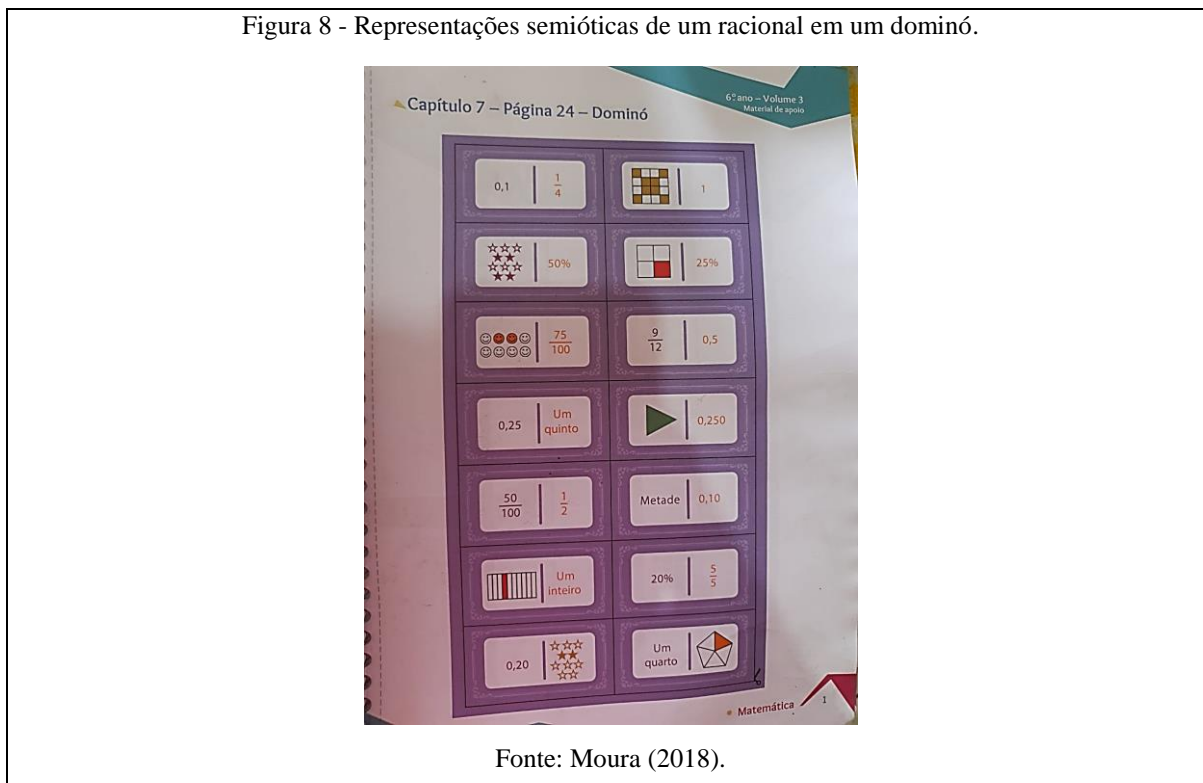 Figura 8 - Representações semióticas de um racional em um dominó.
Capítulo 7 – Página 24 – Dominó
6º ano – Volume 3
Material de apoio
0,1 1/4
1
50%
25%
75/100
9/12 0,5
0,25 Um
quinto
0,250
50/100 1/2
Metade 0,10
Um
inteiro
20% 5/5
0,20
Um
quarto
Matemática 1
Fonte: Moura (2018).